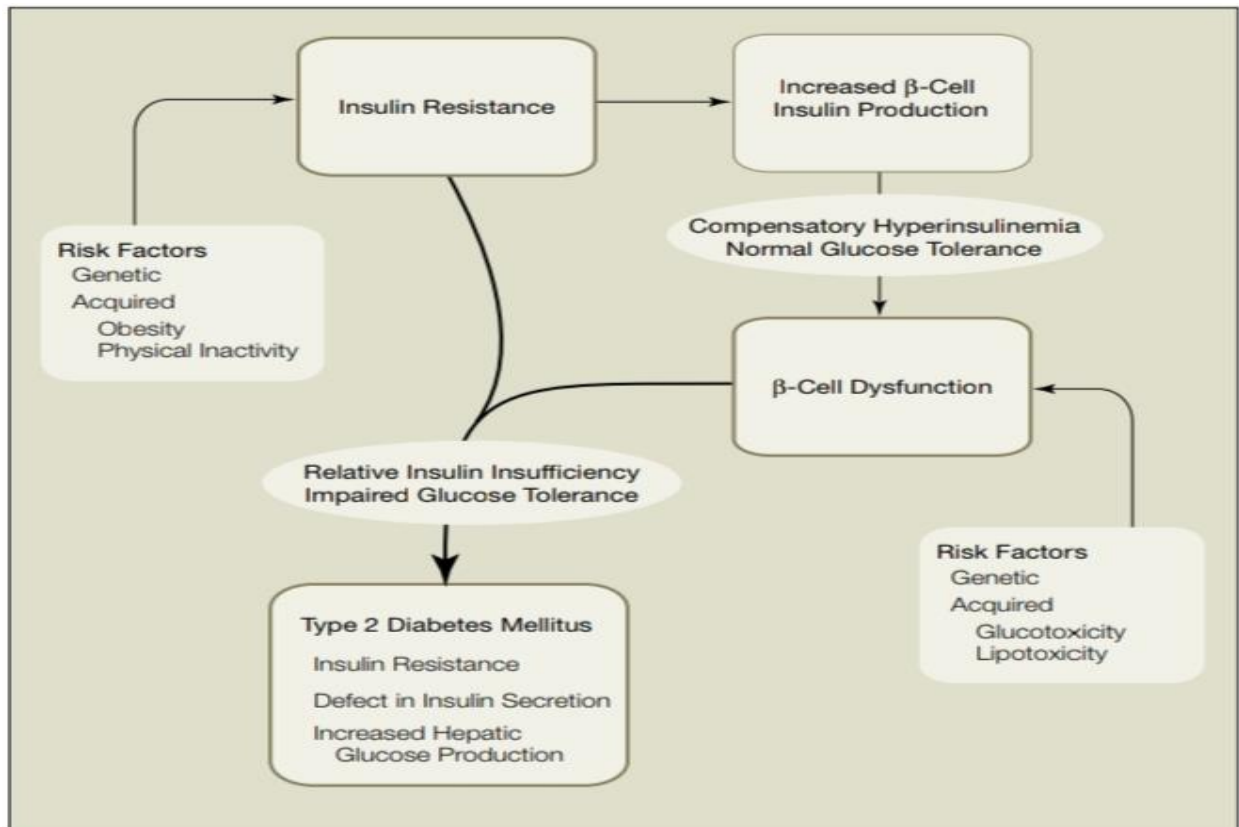 Insulin Resistance
Increased β-Cell
Insulin Production
Compensatory Hyperinsulinemia
Normal Glucose Tolerance
Risk Factors
Genetic
Acquired
Obesity
Physical Inactivity
β-Cell Dysfunction
Relative Insulin Insufficiency
Impaired Glucose Tolerance
Risk Factors
Genetic
Acquired
Glucotoxicity
Lipotoxicity
Type 2 Diabetes Mellitus
Insulin Resistance
Defect in Insulin Secretion
Increased Hepatic
Glucose Production